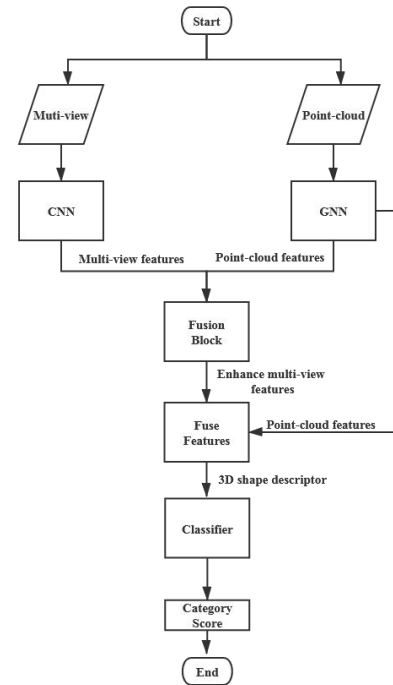 Start
Muti-view
Point-cloud
CNN
GNN
Multi-view features
Point-cloud features
Fusion
Block
Enhance multi-view
features
Fuse
Features
Point-cloud features
3D shape descriptor
Classifier
Category
Score
End